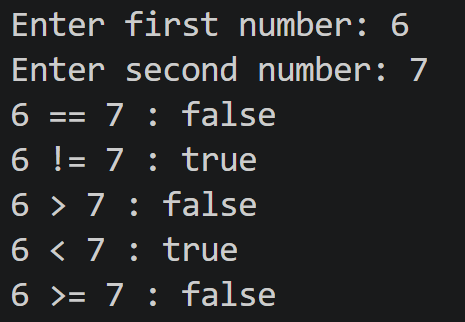 Enter first number: 6
Enter second number: 7
6 == 7 : false
6 != 7 : true
6 > 7 : false
6 < 7 : true
6 >= 7 : false